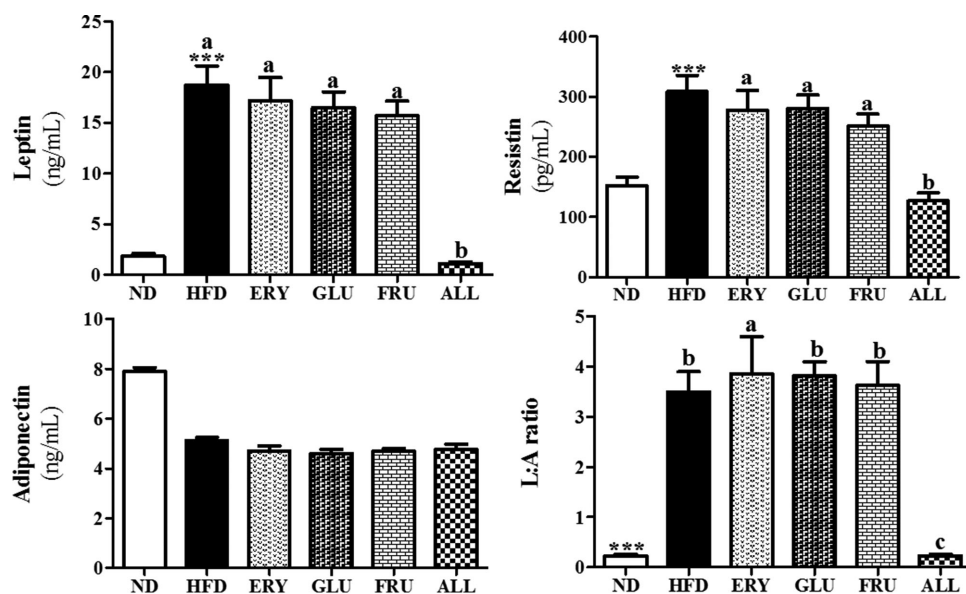 Leptin
(ng/mL)
25
20
15
10
5
0
a
***
a
a
a
b
ND HFD ERY GLU FRU ALL
Resistin
(pg/mL)
400
300
200
100
0
***
a
a
a
b
ND HFD ERY GLU FRU ALL
Adiponectin
(ng/mL)
10
8
6
4
2
0
ND HFD ERY GLU FRU ALL
L:A ratio
5
4
3
2
1
0
***
b
a
b
b
c
ND HFD ERY GLU FRU ALL